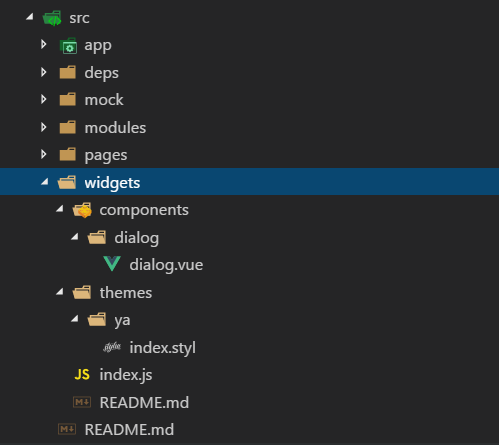 src
app
deps
mock
modules
pages
widgets
components
dialog
dialog.vue
themes
ya
index.styl
JS index.js
README.md
README.md